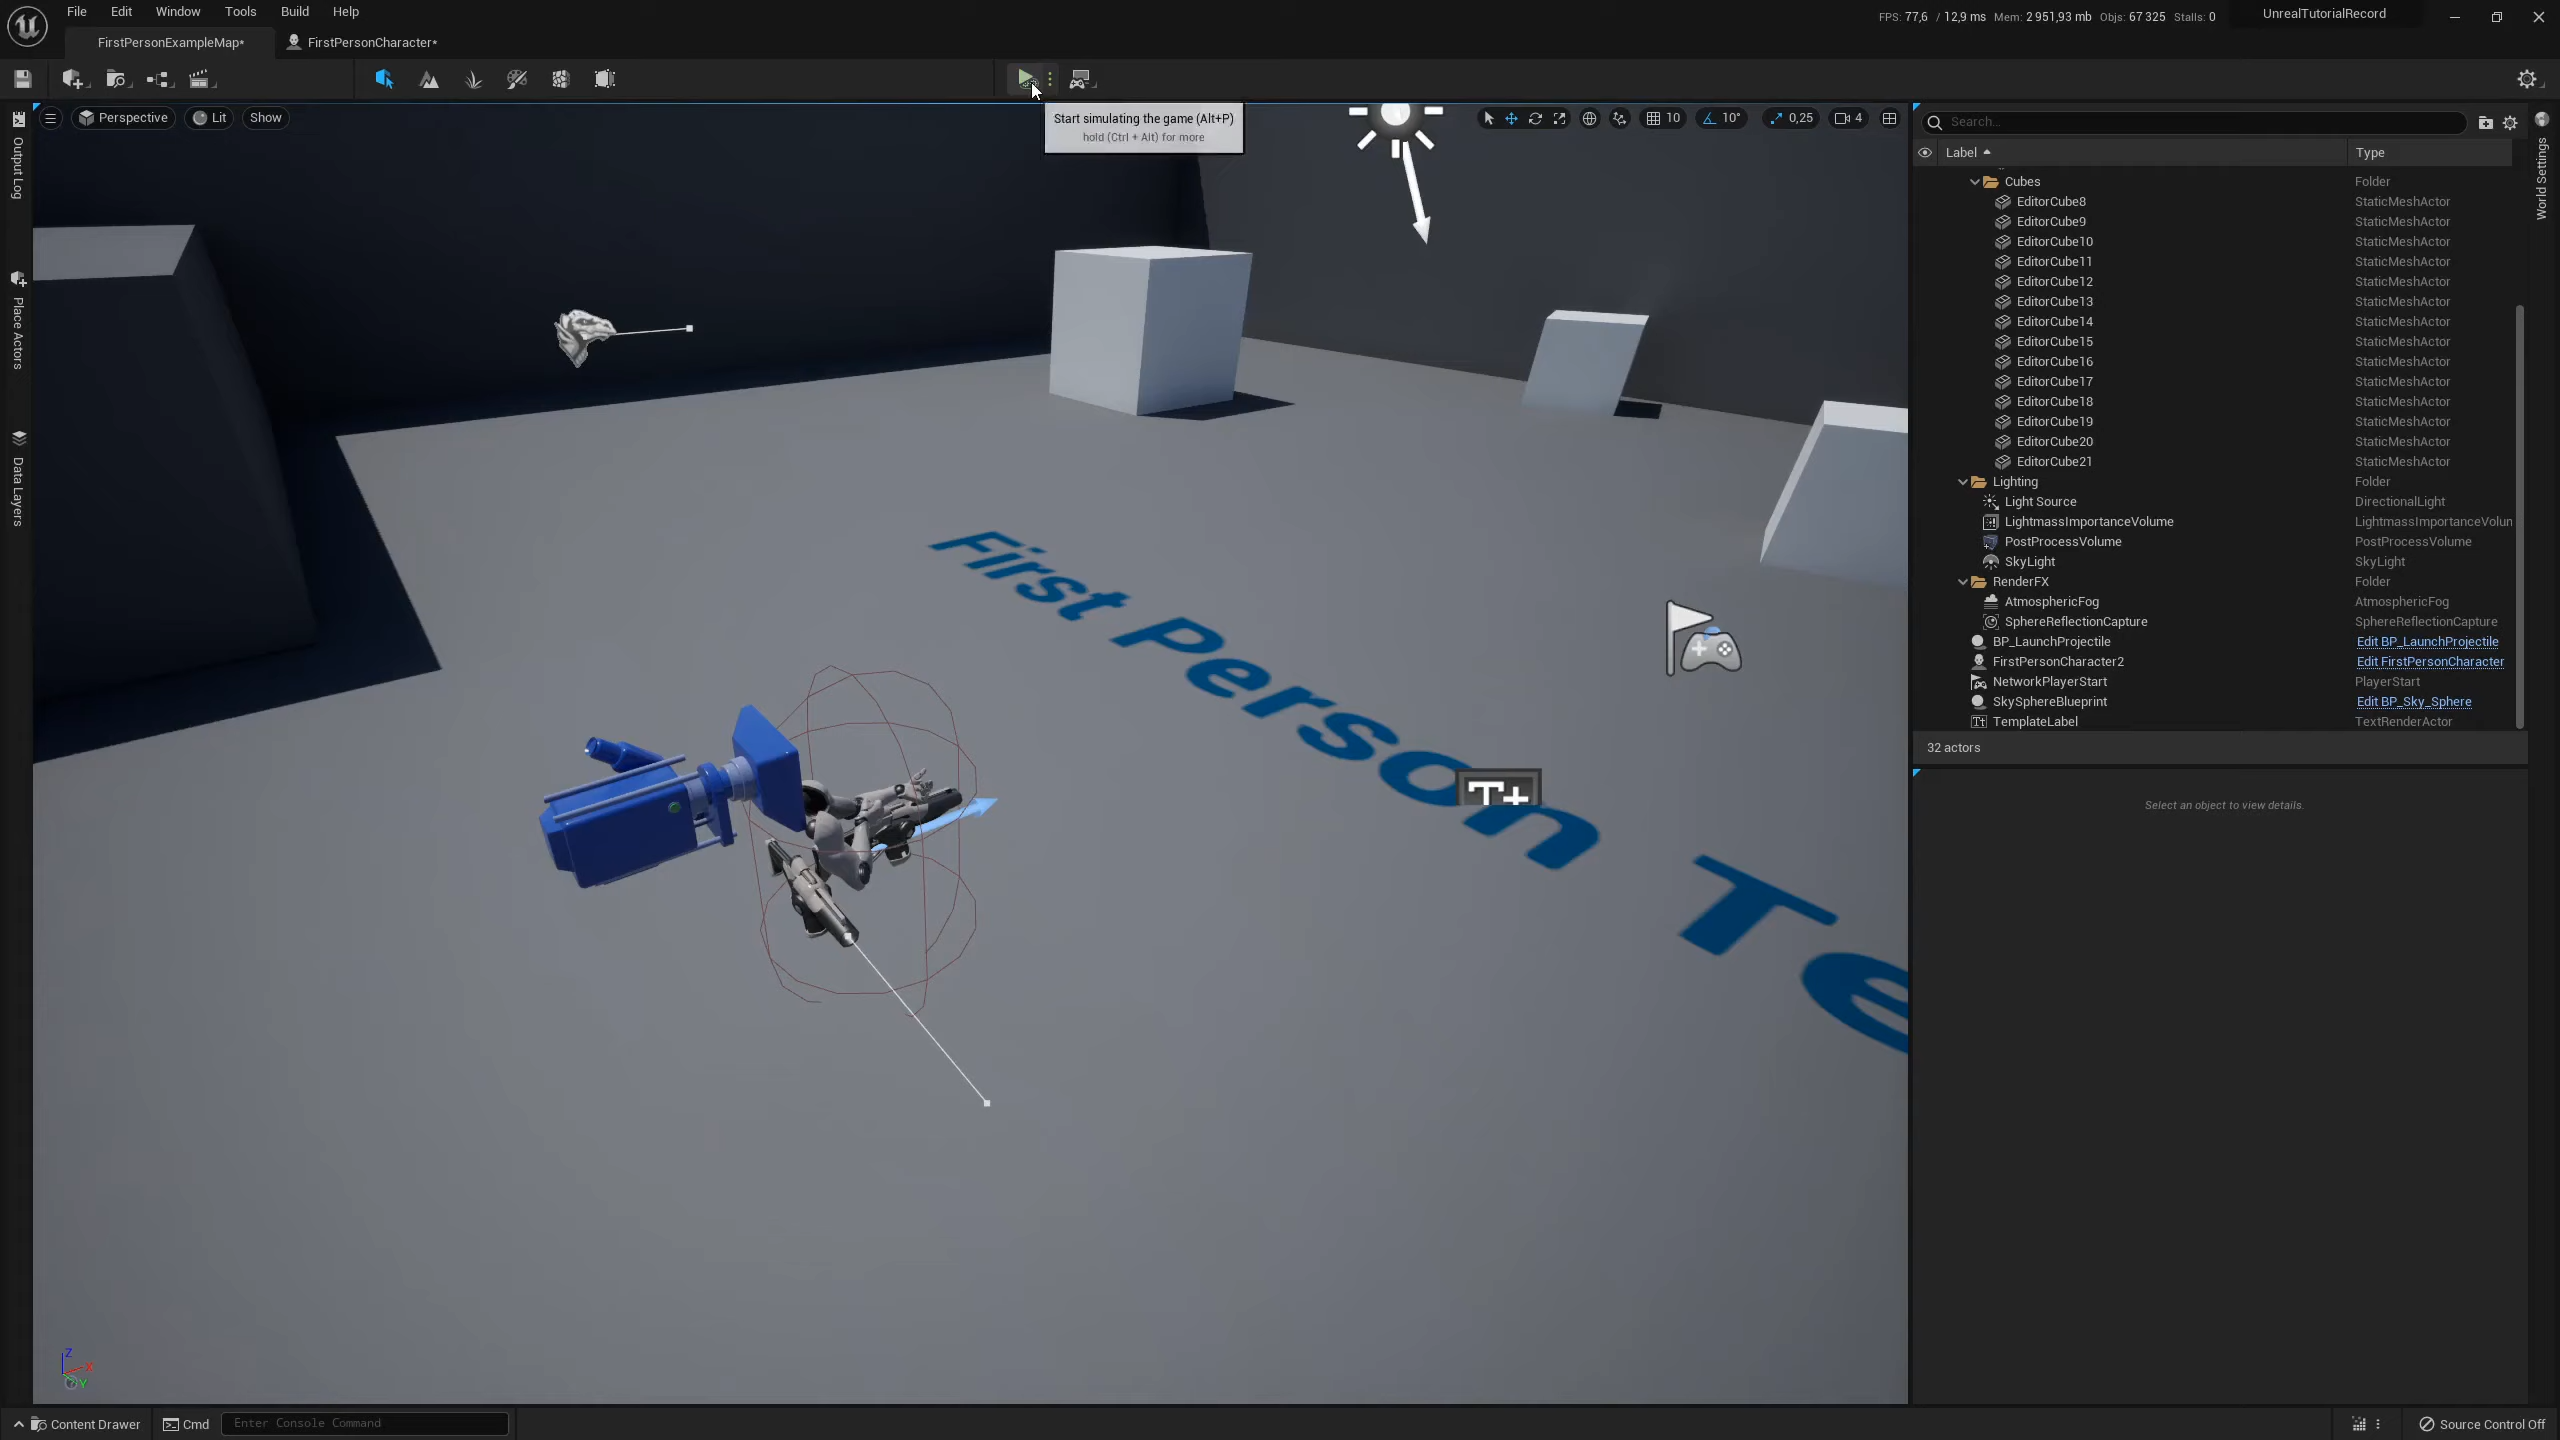 File Edit Window Tools Build Help
FPS: 77,6 / 12,9 ms Mem: 2 951,93 mb Objs: 67 325 Stalls: 0
UnrealTutorialRecord
FirstPersonExampleMap*
FirstPersonCharacter*
Start simulating the game (Alt+P)
hold (Ctrl + Alt) for more
Perspective Lit Show
10 10° 0,25 4
Output Log
Place Actors
Data Layers
First Person Te
T+
Search...
World Settings
Label Type
Cubes Folder
EditorCube8 StaticMeshActor
EditorCube9 StaticMeshActor
EditorCube10 StaticMeshActor
EditorCube11 StaticMeshActor
EditorCube12 StaticMeshActor
EditorCube13 StaticMeshActor
EditorCube14 StaticMeshActor
EditorCube15 StaticMeshActor
EditorCube16 StaticMeshActor
EditorCube17 StaticMeshActor
EditorCube18 StaticMeshActor
EditorCube19 StaticMeshActor
EditorCube20 StaticMeshActor
EditorCube21 StaticMeshActor
Lighting Folder
Light Source DirectionalLight
LightmassImportanceVolume LightmassImportanceVolun
PostProcessVolume PostProcessVolume
SkyLight SkyLight
RenderFX Folder
AtmosphericFog AtmosphericFog
SphereReflectionCapture SphereReflectionCapture
BP_LaunchProjectile Edit BP_LaunchProjectile
FirstPersonCharacter2 Edit FirstPersonCharacter
NetworkPlayerStart PlayerStart
SkySphereBlueprint Edit BP_Sky_Sphere
TemplateLabel TextRenderActor
32 actors
Select an object to view details.
Z
X
Y
Content Drawer Cmd Enter Console Command
Source Control Off